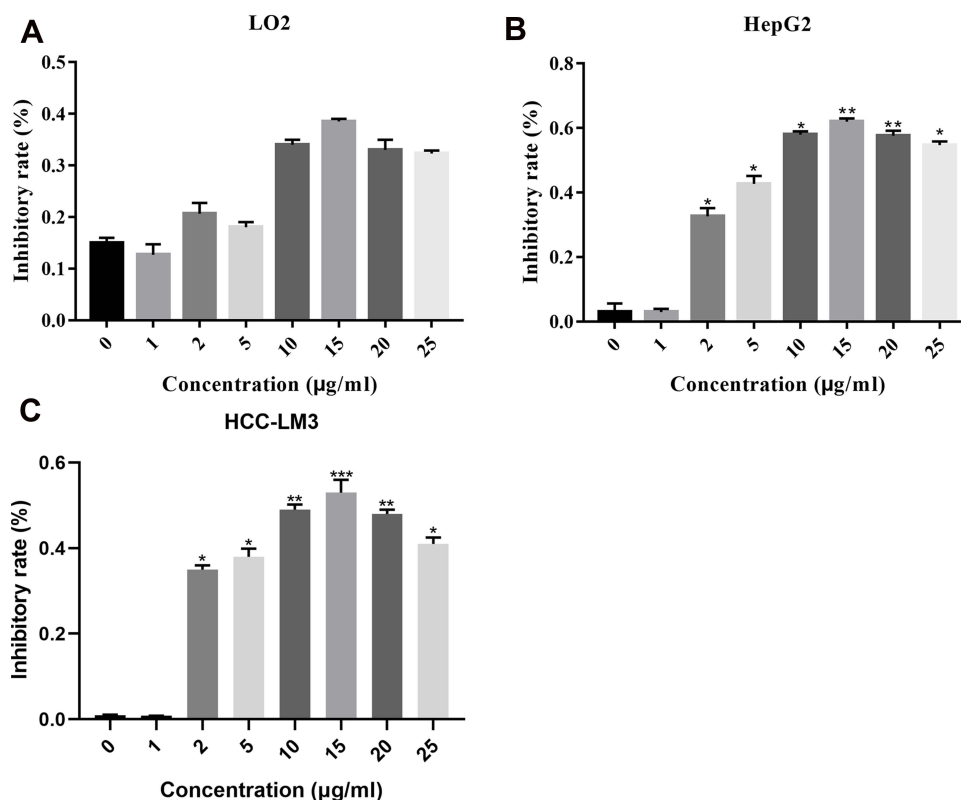 A
LO2
Inhibitory rate (%)
0.5
0.4
0.3
0.2
0.1
0.0
0 1 2 5 10 15 20 25
Concentration (μg/ml)
B
HepG2
Inhibitory rate (%)
0.8
0.6
0.4
0.2
0.0
* * * ** ** *
0 1 2 5 10 15 20 25
Concentration (μg/ml)
C
HCC-LM3
Inhibitory rate (%)
0.6
0.4
0.2
0.0
* * ** *** ** *
0 1 2 5 10 15 20 25
Concentration (μg/ml)